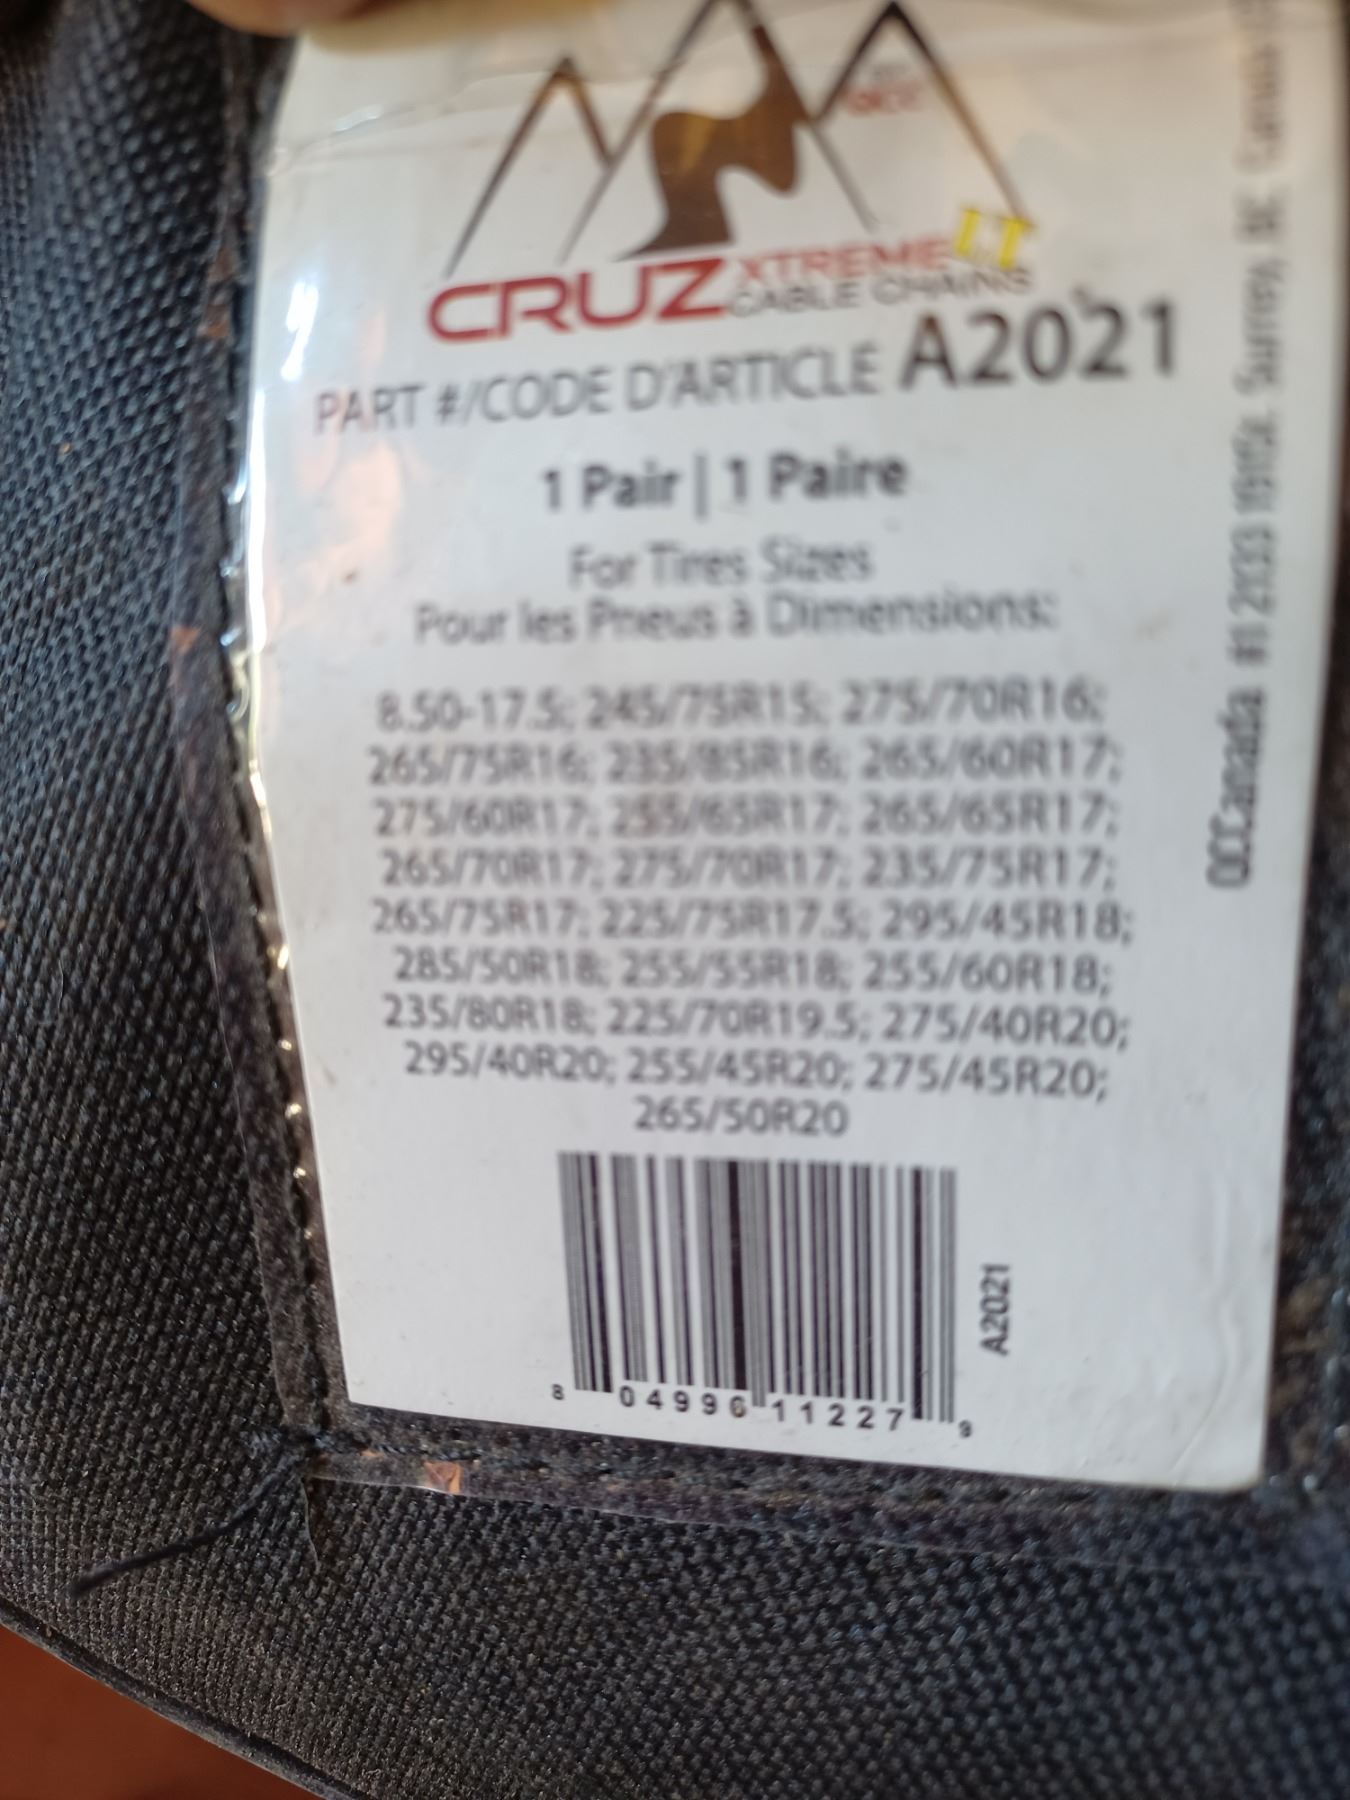 CRUZ XTREME LT
CABLE CHAINS
PART #/CODE D'ARTICLE A2021
1 Pair | 1 Paire
For Tires Sizes
Pour les Pneus à Dimensions:
8.50-17.5; 245/75R15; 275/70R16;
265/75R16; 235/85R16; 265/60R17;
275/60R17; 255/65R17; 265/65R17;
265/70R17; 275/70R17; 235/75R17;
265/75R17; 225/75R17.5; 295/45R18;
285/50R18; 255/55R18; 255/60R18;
235/80R18; 225/70R19.5; 275/40R20;
295/40R20; 255/45R20; 275/45R20;
265/50R20
8 04996 11227 9
A2021
QCCanada Surrey, BC